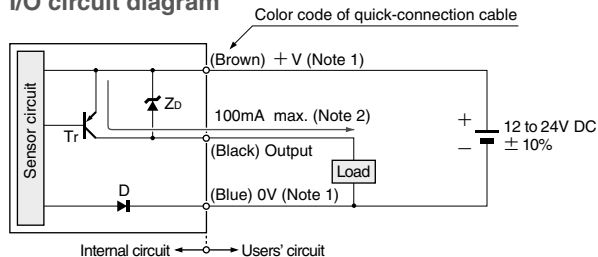 I/O circuit diagram
Color code of quick-connection cable
(Brown) +V (Note 1)
Sensor circuit
Tr
ZD
100mA max. (Note 2)
(Black) Output
Load
+
−
12 to 24V DC
±10%
D
(Blue) 0V (Note 1)
Internal circuit
Users' circuit